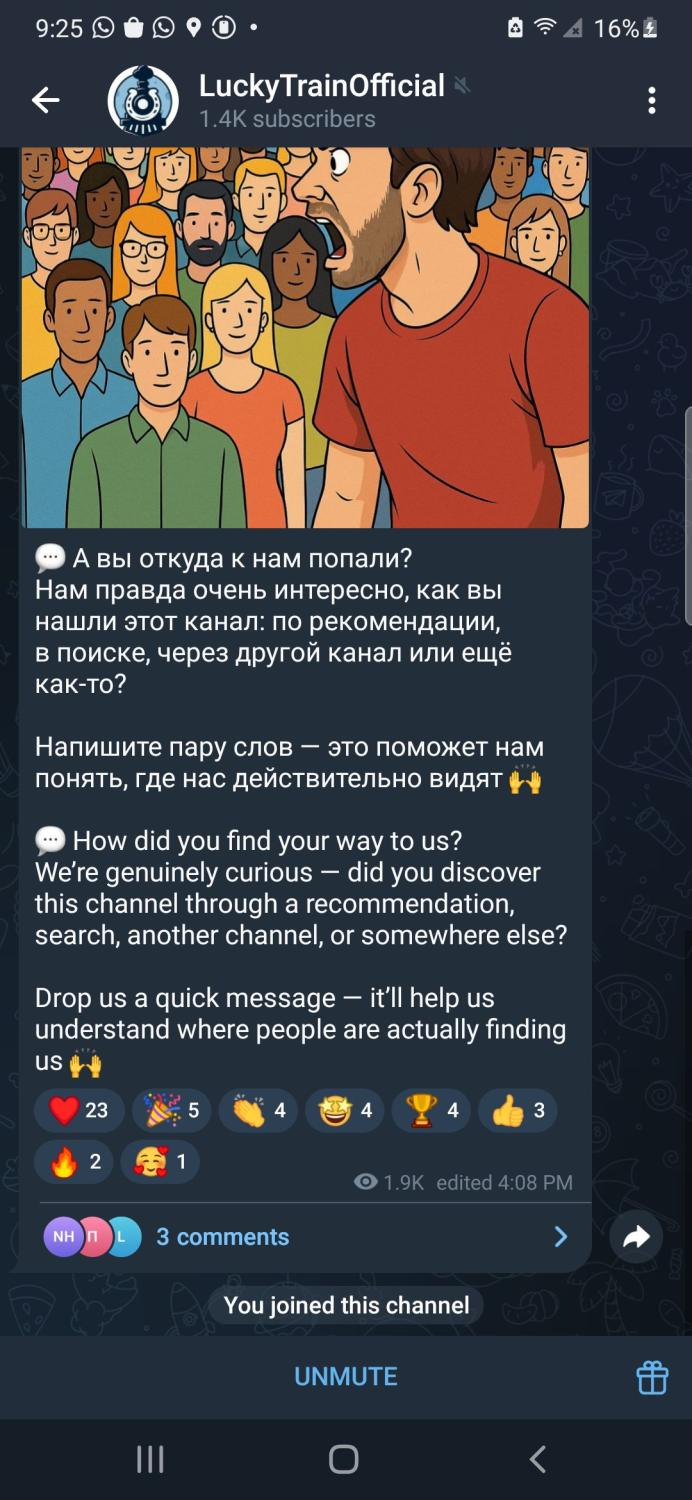 9:25
16%
LuckyTrainOfficial
1.4K subscribers
💬 А вы откуда к нам попали?
Нам правда очень интересно, как вы
нашли этот канал: по рекомендации,
в поиске, через другой канал или ещё
как-то?
Напишите пару слов — это поможет нам
понять, где нас действительно видят 🙌
💬 How did you find your way to us?
We’re genuinely curious — did you discover
this channel through a recommendation,
search, another channel, or somewhere else?
Drop us a quick message — it’ll help us
understand where people are actually finding
us 🙌
❤️ 23 🎉 5 👏 4 🤩 4 🏆 4 👍 3
🔥 2 🥰 1
1.9K edited 4:08 PM
NH П L 3 comments
You joined this channel
UNMUTE